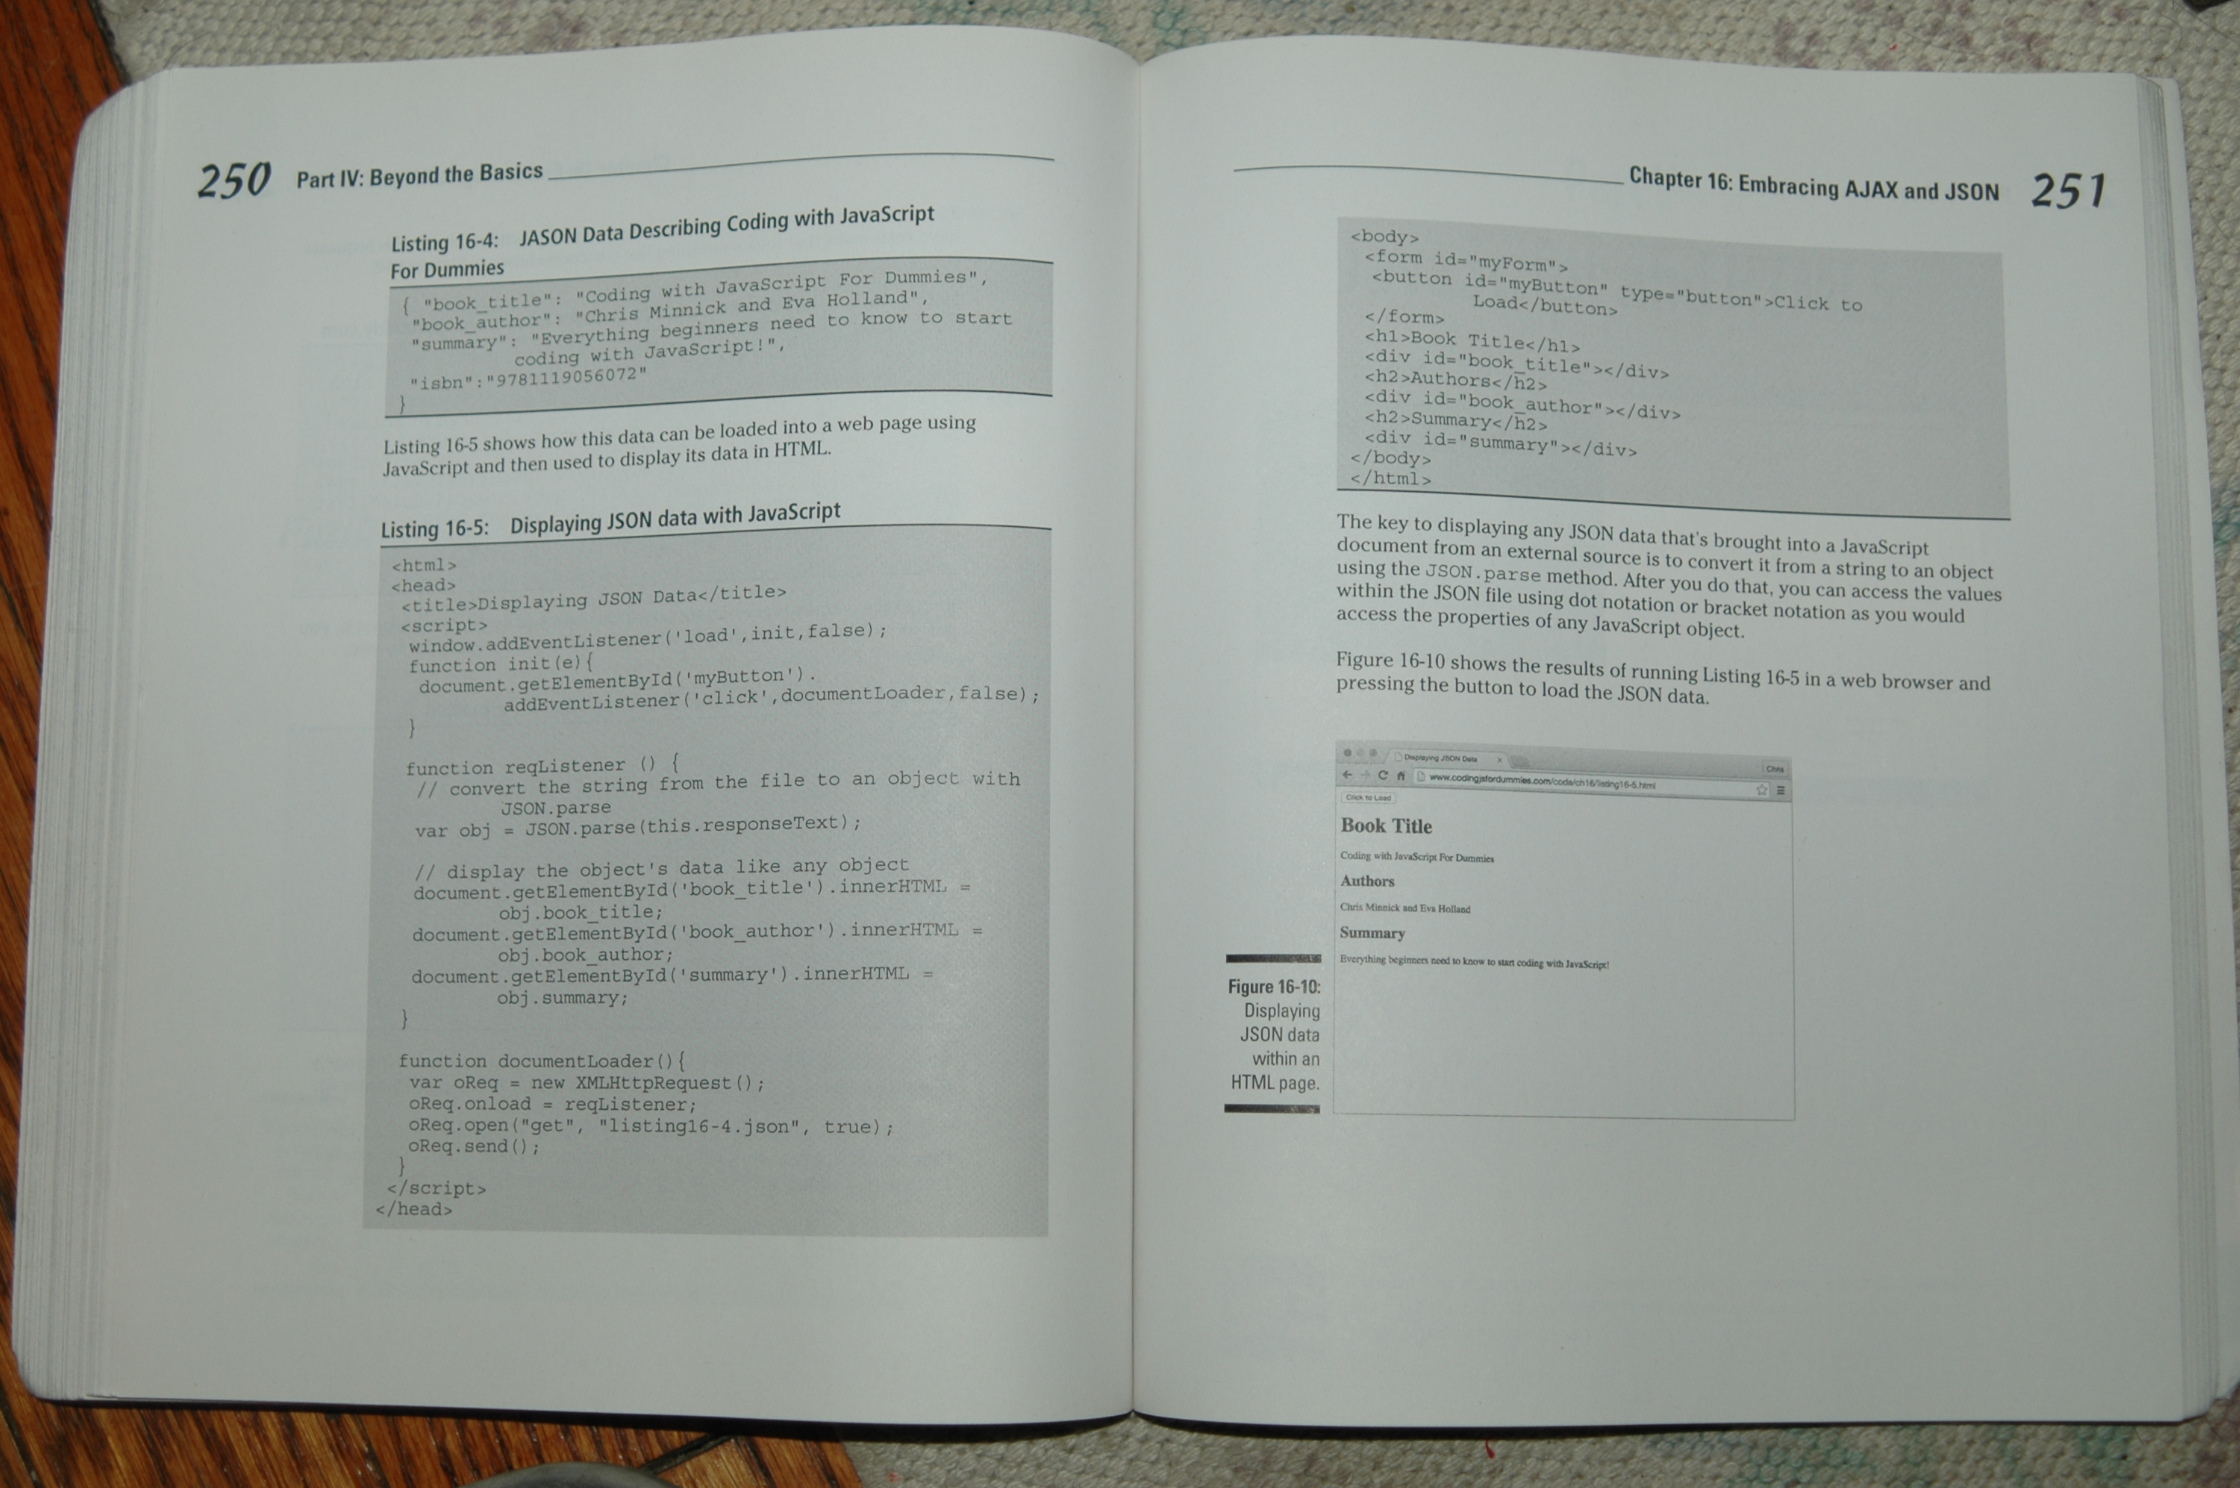 250 Part IV: Beyond the Basics
Listing 16-4: JASON Data Describing Coding with JavaScript
For Dummies
{ "book_title": "Coding with JavaScript For Dummies",
"book_author": "Chris Minnick and Eva Holland",
"summary": "Everything beginners need to know to start
coding with JavaScript!",
"isbn":"9781119056072"
}
Listing 16-5 shows how this data can be loaded into a web page using
JavaScript and then used to display its data in HTML.
Listing 16-5: Displaying JSON data with JavaScript
<html>
<head>
<title>Displaying JSON Data</title>
<script>
window.addEventListener('load',init,false);
function init(e){
document.getElementById('myButton').
addEventListener('click',documentLoader,false);
}
function reqListener () {
// convert the string from the file to an object with
JSON.parse
var obj = JSON.parse(this.responseText);
// display the object's data like any object
document.getElementById('book_title').innerHTML =
obj.book_title;
document.getElementById('book_author').innerHTML =
obj.book_author;
document.getElementById('summary').innerHTML =
obj.summary;
}
function documentLoader(){
var oReq = new XMLHttpRequest();
oReq.onload = reqListener;
oReq.open("get", "listing16-4.json", true);
oReq.send();
}
</script>
</head>
Chapter 16: Embracing AJAX and JSON 251
<body>
<form id="myForm">
<button id="myButton" type="button">Click to
Load</button>
</form>
<h1>Book Title</h1>
<div id="book_title"></div>
<h2>Authors</h2>
<div id="book_author"></div>
<h2>Summary</h2>
<div id="summary"></div>
</body>
</html>
The key to displaying any JSON data that's brought into a JavaScript
document from an external source is to convert it from a string to an object
using the JSON.parse method. After you do that, you can access the values
within the JSON file using dot notation or bracket notation as you would
access the properties of any JavaScript object.
Figure 16-10 shows the results of running Listing 16-5 in a web browser and
pressing the button to load the JSON data.
Displaying JSON Data
Chris
www.codingjsfordummies.com/code/ch16/listing16-5.html
Click to Load
Book Title
Coding with JavaScript For Dummies
Authors
Chris Minnick and Eva Holland
Summary
Everything beginners need to know to start coding with JavaScript!
Figure 16-10:
Displaying
JSON data
within an
HTML page.